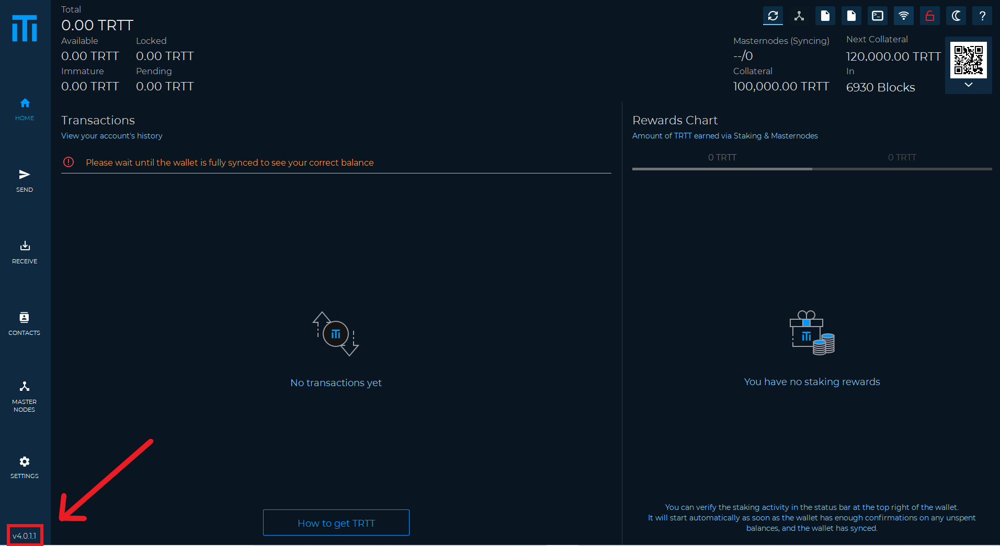 Total
0.00 TRTT
Available Locked
0.00 TRTT 0.00 TRTT
Immature Pending
0.00 TRTT 0.00 TRTT
Masternodes (Syncing) Next Collateral
--/0 120,000.00 TRTT
Collateral In
100,000.00 TRTT 6930 Blocks
HOME
SEND
RECEIVE
CONTACTS
MASTER
NODES
SETTINGS
v4.0.1.1
Transactions
View your account's history
Please wait until the wallet is fully synced to see your correct balance
No transactions yet
How to get TRTT
Rewards Chart
Amount of TRTT earned via Staking & Masternodes
0 TRTT 0 TRTT
You have no staking rewards
You can verify the staking activity in the status bar at the top right of the wallet.
It will start automatically as soon as the wallet has enough confirmations on any unspent
balances, and the wallet has synced.